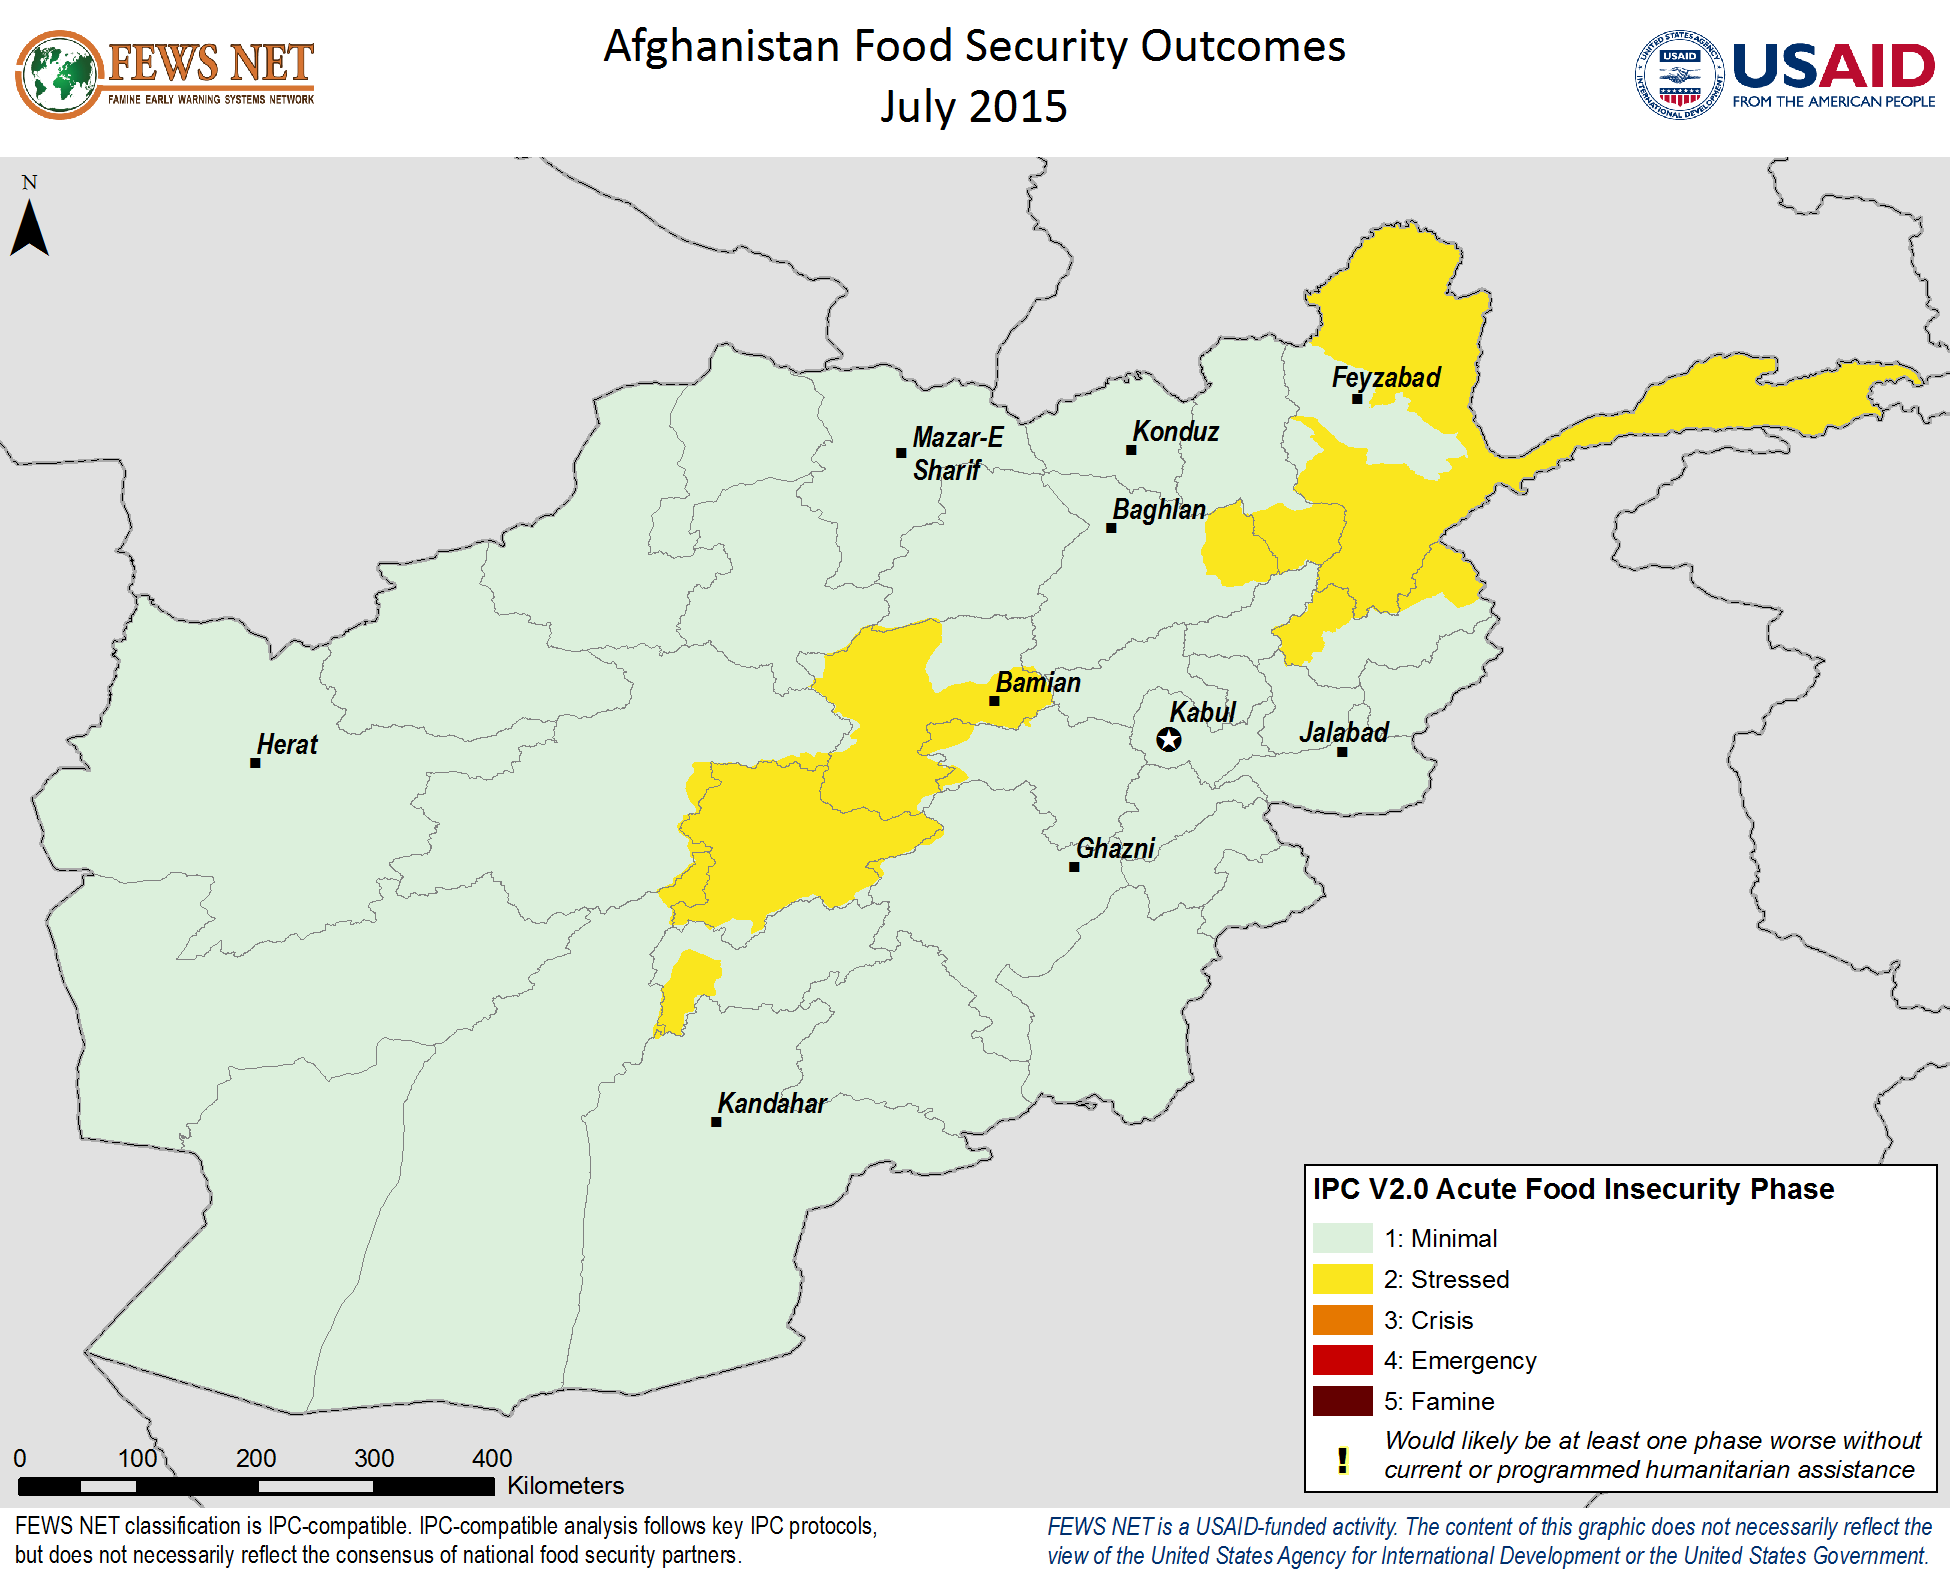 FEWS NET
FAMINE EARLY WARNING SYSTEMS NETWORK
Afghanistan Food Security Outcomes
July 2015
UNITED STATES AGENCY
USAID
INTERNATIONAL DEVELOPMENT
USAID
FROM THE AMERICAN PEOPLE
N
Feyzabad
Mazar-E
Sharif
Konduz
Baghlan
Bamian
Kabul
Herat
Jalabad
Ghazni
Kandahar
IPC V2.0 Acute Food Insecurity Phase
1: Minimal
2: Stressed
3: Crisis
4: Emergency
5: Famine
! Would likely be at least one phase worse without
current or programmed humanitarian assistance
0 100 200 300 400
Kilometers
FEWS NET classification is IPC-compatible. IPC-compatible analysis follows key IPC protocols,
but does not necessarily reflect the consensus of national food security partners.
FEWS NET is a USAID-funded activity. The content of this graphic does not necessarily reflect the
view of the United States Agency for International Development or the United States Government.